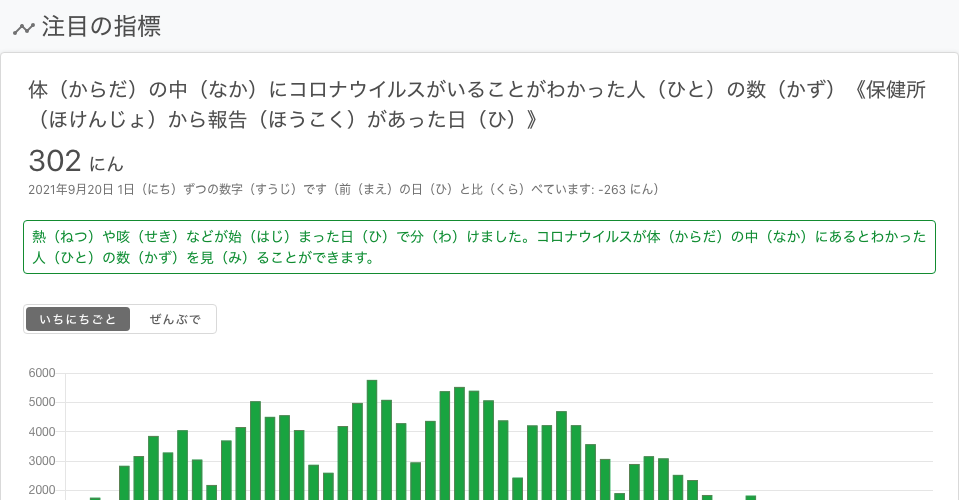 注目の指標
体（からだ）の中（なか）にコロナウイルスがいることがわかった人（ひと）の数（かず）《保健所
（ほけんじょ）から報告（ほうこく）があった日（ひ）》
302 にん
2021年9月20日 1日（にち）ずつの数字（すうじ）です（前（まえ）の日（ひ）と比（くら）べています: -263 にん）
熱（ねつ）や咳（せき）などが始（はじ）まった日（ひ）で分（わ）けました。コロナウイルスが体（からだ）の中（なか）にあるとわかった
人（ひと）の数（かず）を見（み）ることができます。
いちにちごと ぜんぶで
6000
5000
4000
3000
2000